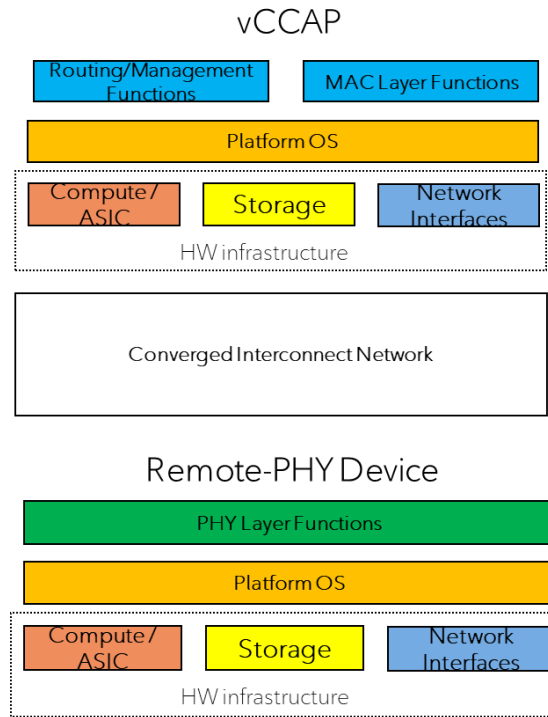 vCCAP
Routing/Management
Functions
MAC Layer Functions
Platform OS
Compute /
ASIC
Storage
Network
Interfaces
HW infrastructure
Converged Interconnect Network
Remote-PHY Device
PHY Layer Functions
Platform OS
Compute /
ASIC
Storage
Network
Interfaces
HW infrastructure